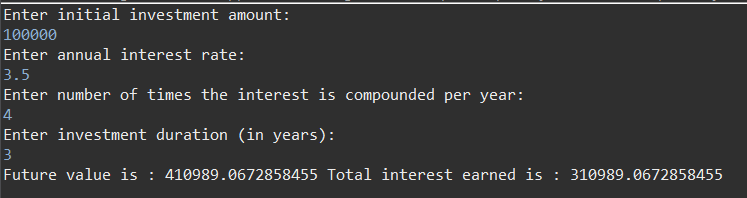 Enter initial investment amount:
100000
Enter annual interest rate:
3.5
Enter number of times the interest is compounded per year:
4
Enter investment duration (in years):
3
Future value is : 410989.0672858455 Total interest earned is : 310989.0672858455